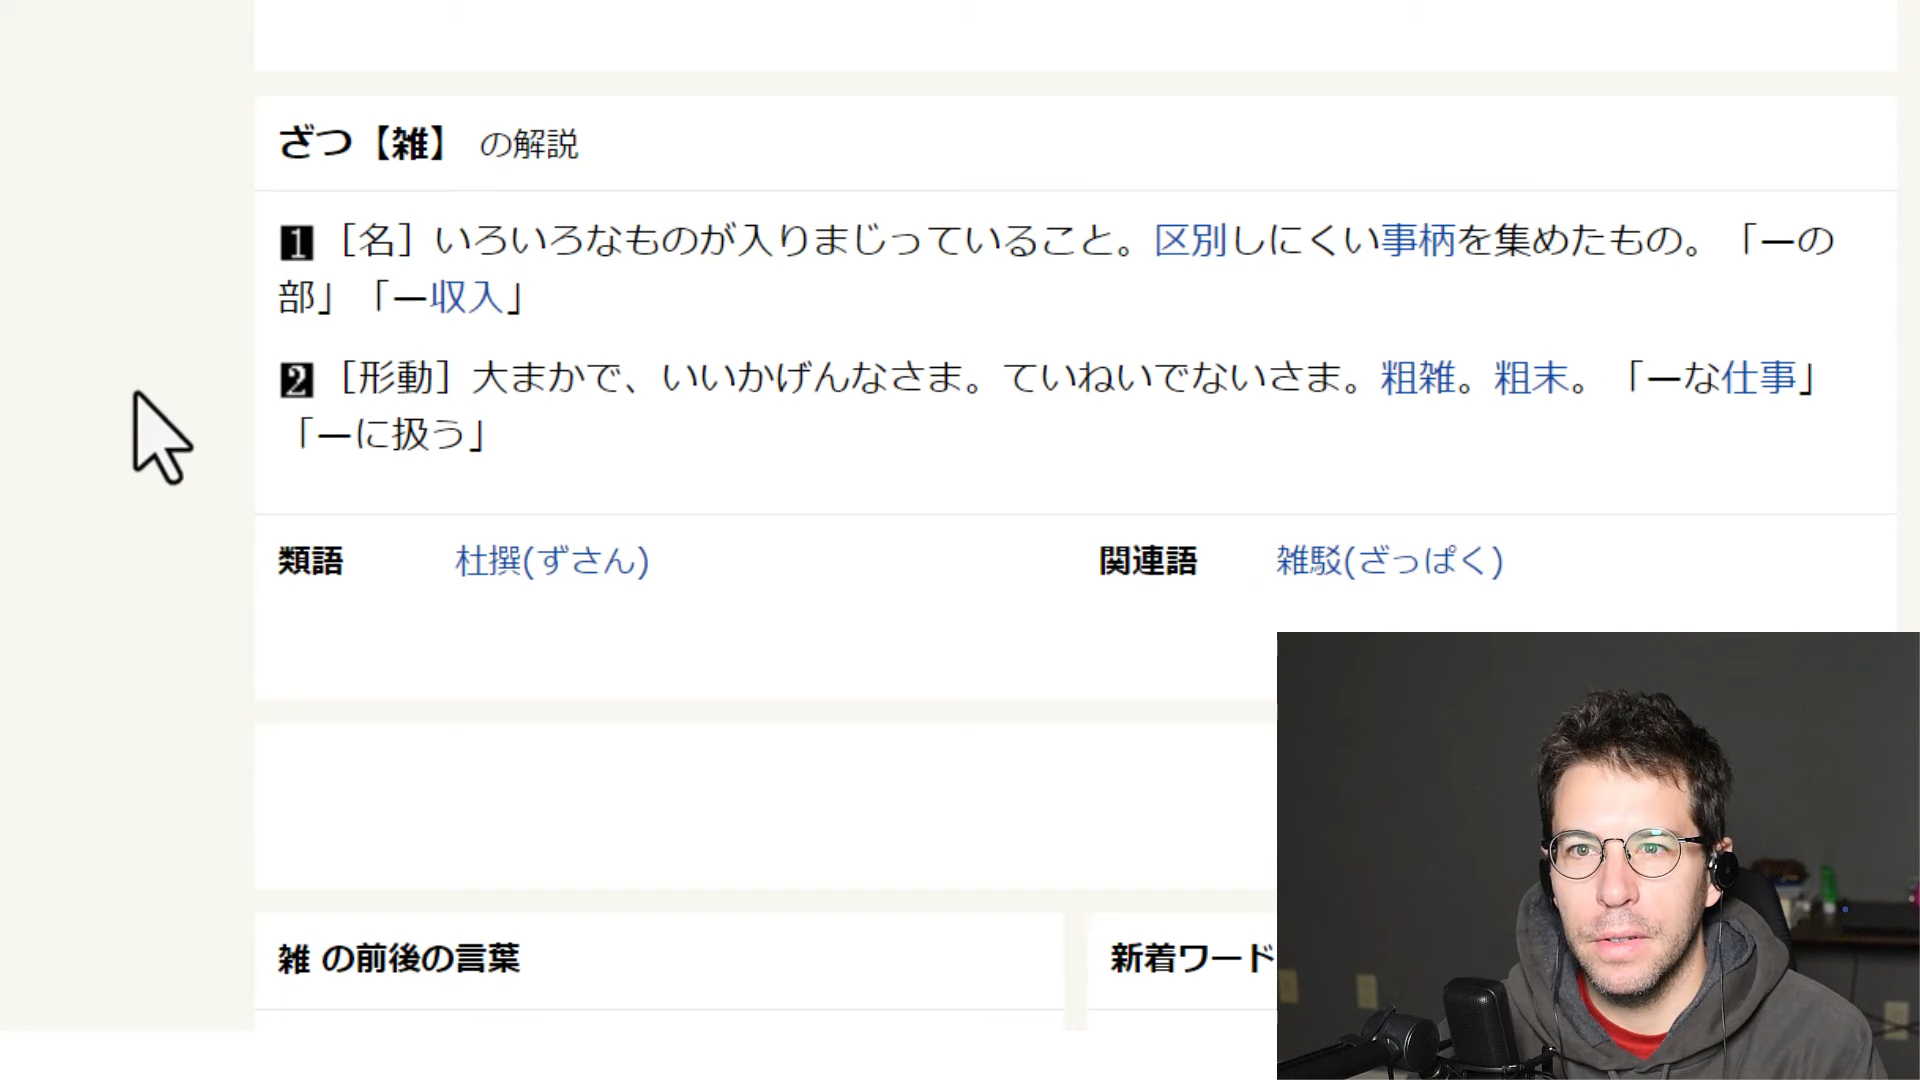 ざつ【雑】 の解説
1 ［名］いろいろなものが入りまじっていること。区別しにくい事柄を集めたもの。「―の
部」「―収入」
2 ［形動］大まかで、いいかげんなさま。ていねいでないさま。粗雑。粗末。「―な仕事」
「―に扱う」
類語 杜撰(ずさん) 関連語 雑駁(ざっぱく)
雑 の前後の言葉 新着ワード